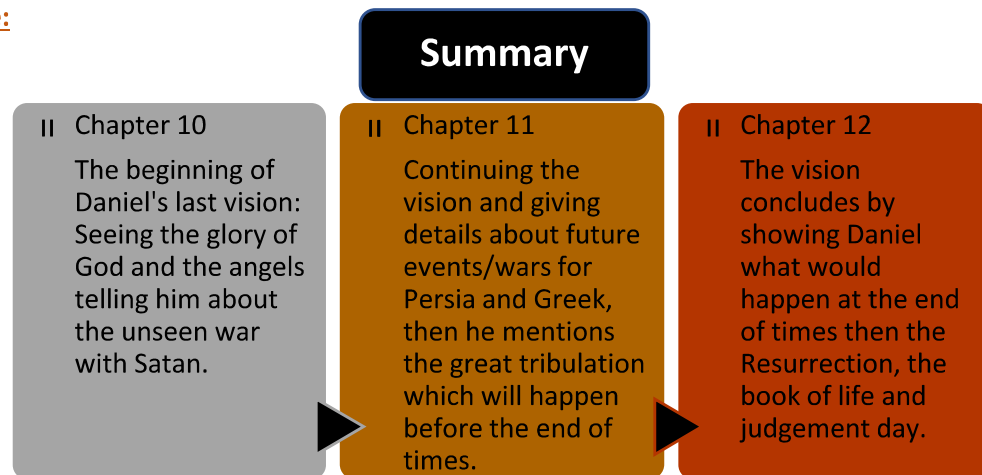 Summary
Chapter 10
The beginning of
Daniel's last vision:
Seeing the glory of
God and the angels
telling him about
the unseen war
with Satan.
Chapter 11
Continuing the
vision and giving
details about future
events/wars for
Persia and Greek,
then he mentions
the great tribulation
which will happen
before the end of
times.
Chapter 12
The vision
concludes by
showing Daniel
what would
happen at the end
of times then the
Resurrection, the
book of life and
judgement day.